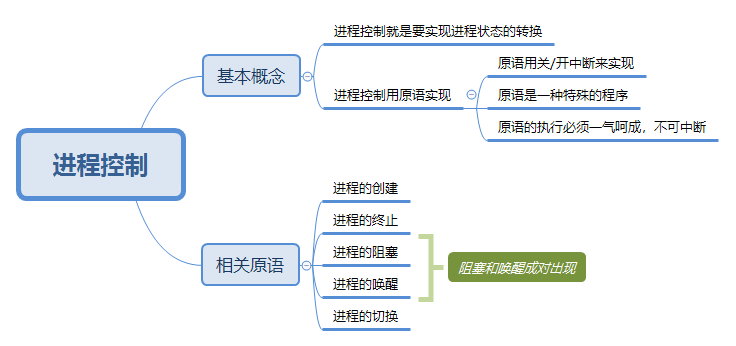 进程控制
基本概念
进程控制就是要实现进程状态的转换
进程控制用原语实现
原语用关/开中断来实现
原语是一种特殊的程序
原语的执行必须一气呵成，不可中断
相关原语
进程的创建
进程的终止
进程的阻塞
进程的唤醒
进程的切换
阻塞和唤醒成对出现